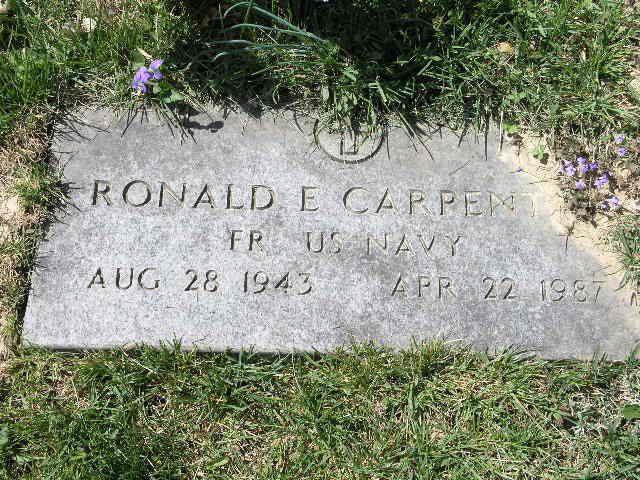 RONALD E CARPENT
FR US NAVY
AUG 28 1943 APR 22 1987